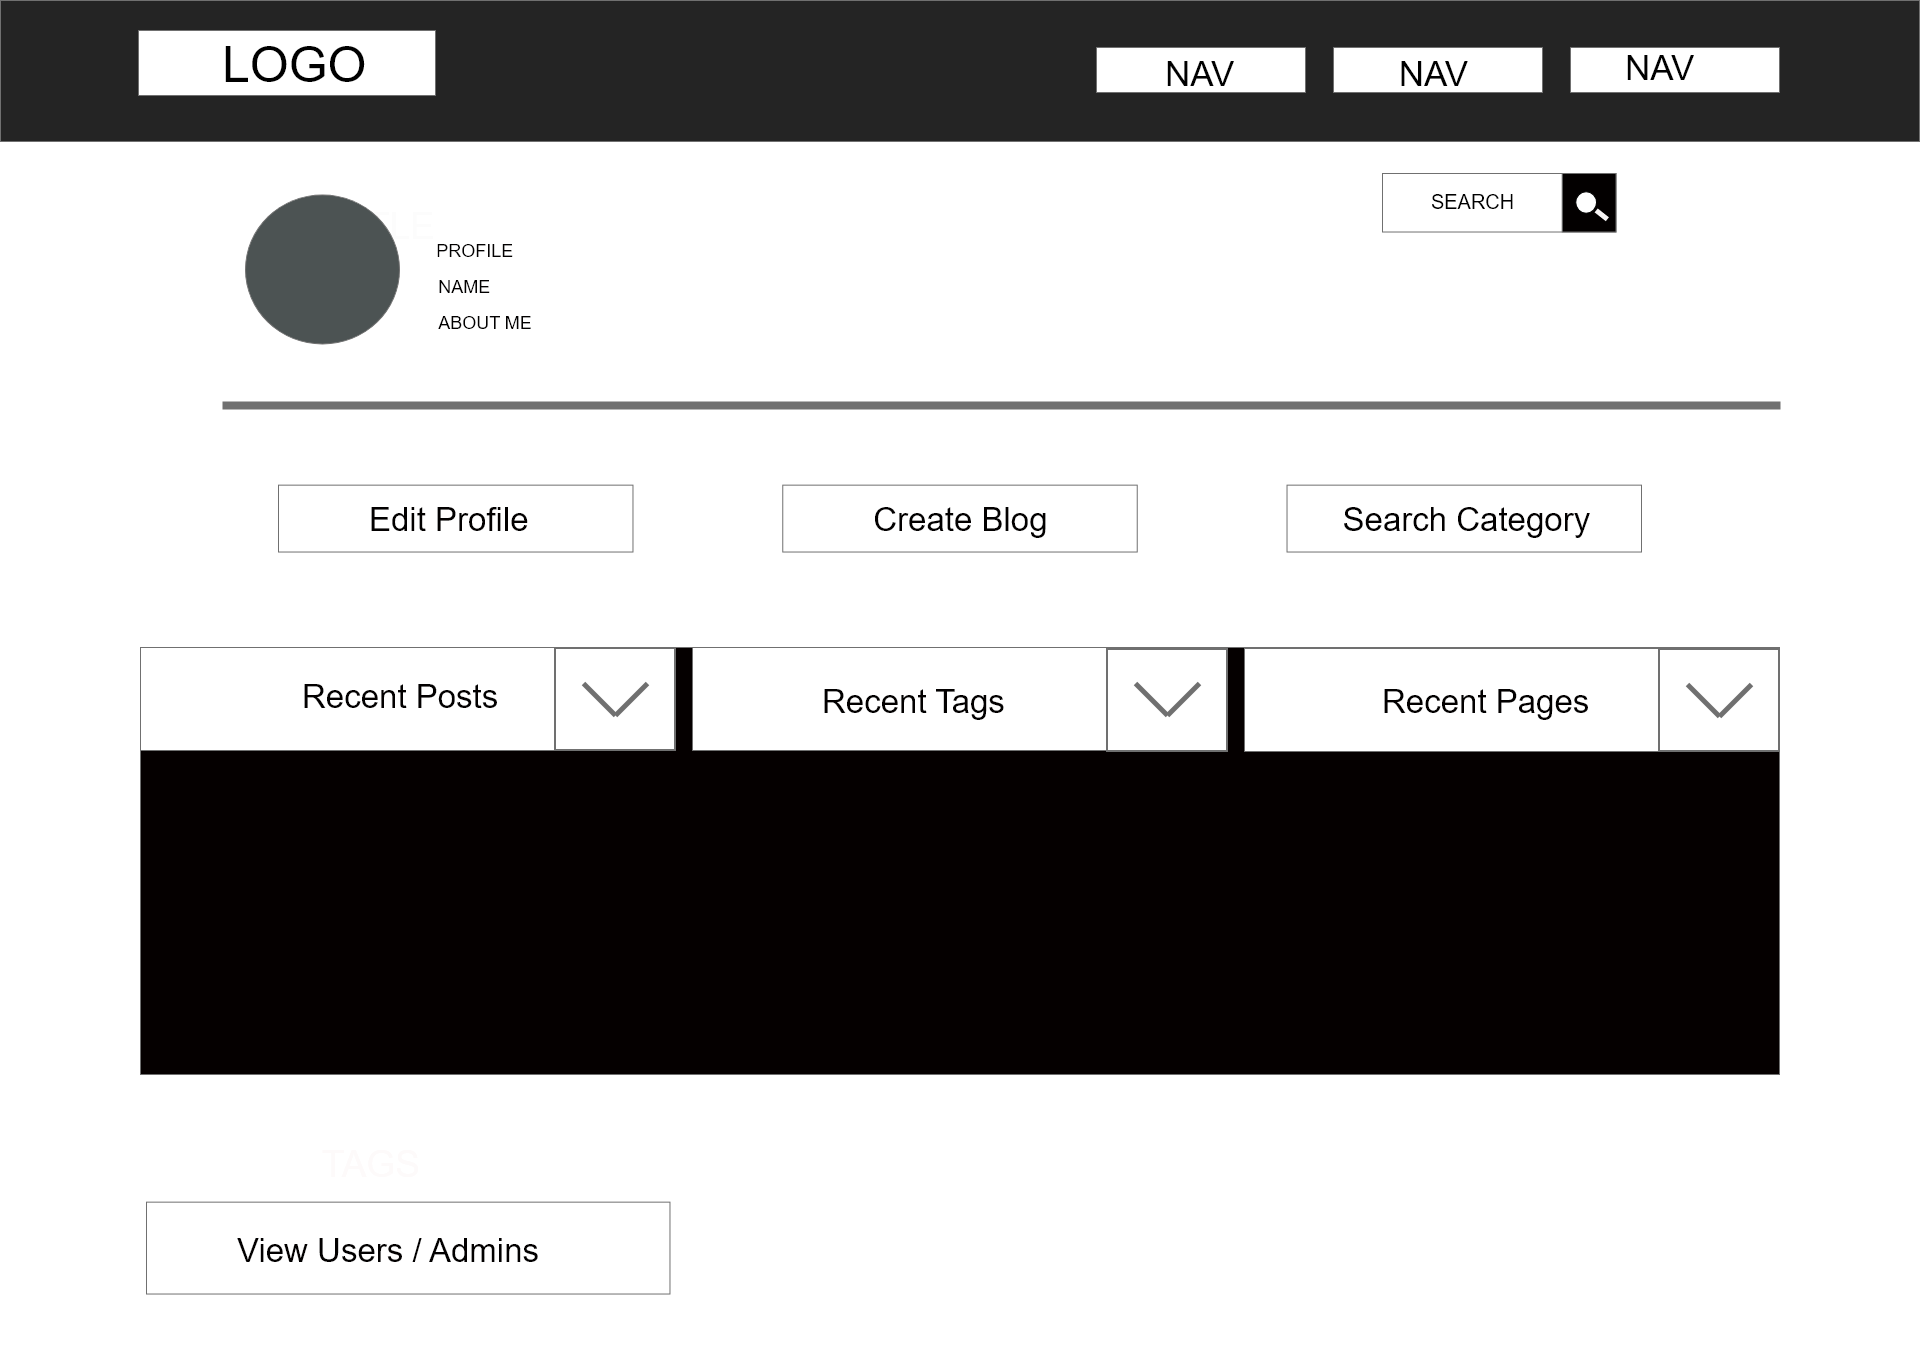 LOGO
NAV
NAV
NAV
SEARCH
PROFILE
NAME
ABOUT ME
Edit Profile
Create Blog
Search Category
Recent Posts
Recent Tags
Recent Pages
TAGS
View Users / Admins